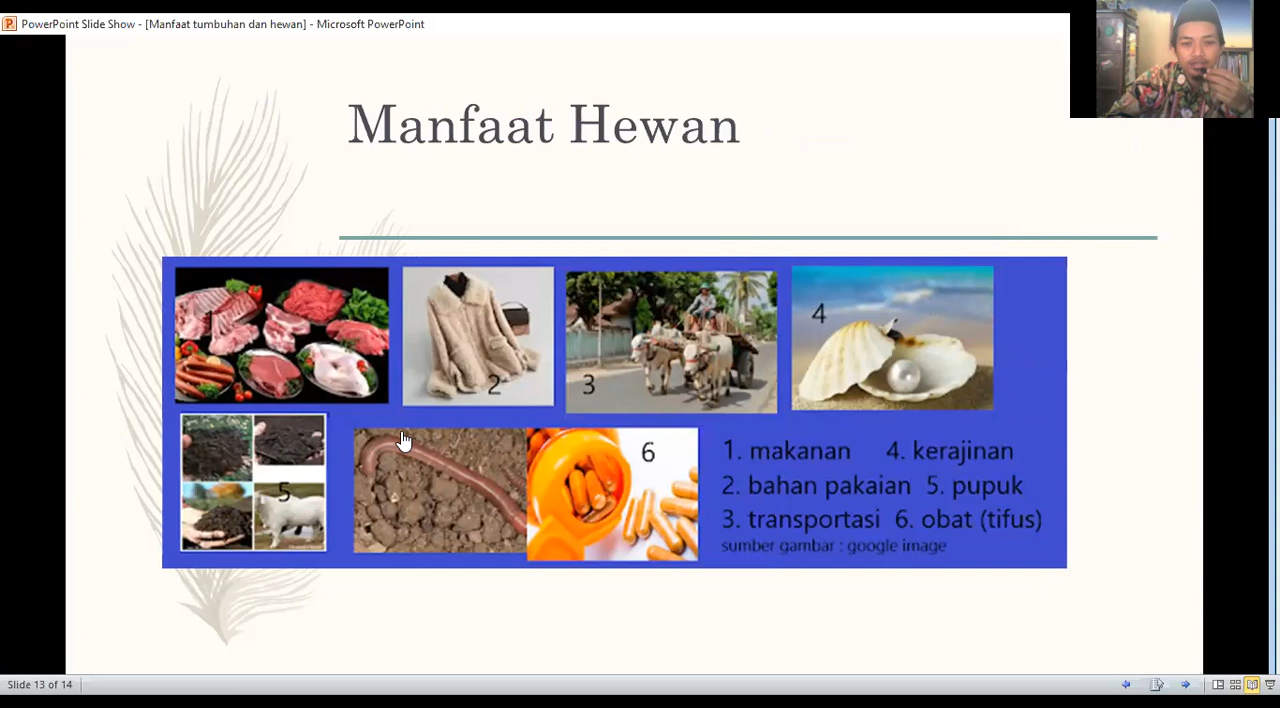 PowerPoint Slide Show - [Manfaat tumbuhan dan hewan] - Microsoft PowerPoint
Manfaat Hewan
2
3
4
5
6
1. makanan 4. kerajinan
2. bahan pakaian 5. pupuk
3. transportasi 6. obat (tifus)
sumber gambar : google image
Slide 13 of 14